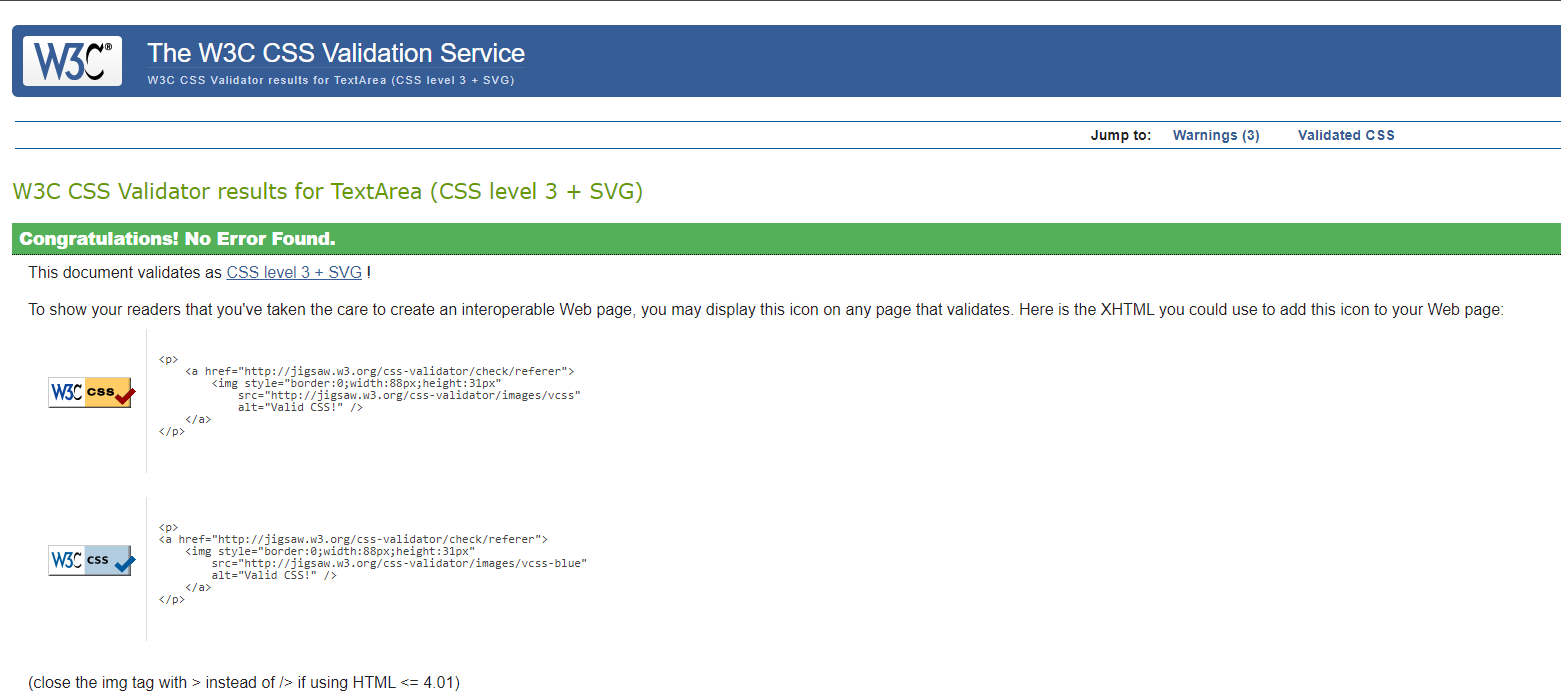 W3C®
The W3C CSS Validation Service
W3C CSS Validator results for TextArea (CSS level 3 + SVG)
Jump to: Warnings (3) Validated CSS
W3C CSS Validator results for TextArea (CSS level 3 + SVG)
Congratulations! No Error Found.
This document validates as CSS level 3 + SVG !
To show your readers that you've taken the care to create an interoperable Web page, you may display this icon on any page that validates. Here is the XHTML you could use to add this icon to your Web page:
W3C css
<p>
    <a href="http://jigsaw.w3.org/css-validator/check/referer">
        <img style="border:0;width:88px;height:31px"
            src="http://jigsaw.w3.org/css-validator/images/vcss"
            alt="Valid CSS!" />
    </a>
</p>
W3C css
<p>
<a href="http://jigsaw.w3.org/css-validator/check/referer">
    <img style="border:0;width:88px;height:31px"
        src="http://jigsaw.w3.org/css-validator/images/vcss-blue"
        alt="Valid CSS!" />
    </a>
</p>
(close the img tag with > instead of /> if using HTML <= 4.01)